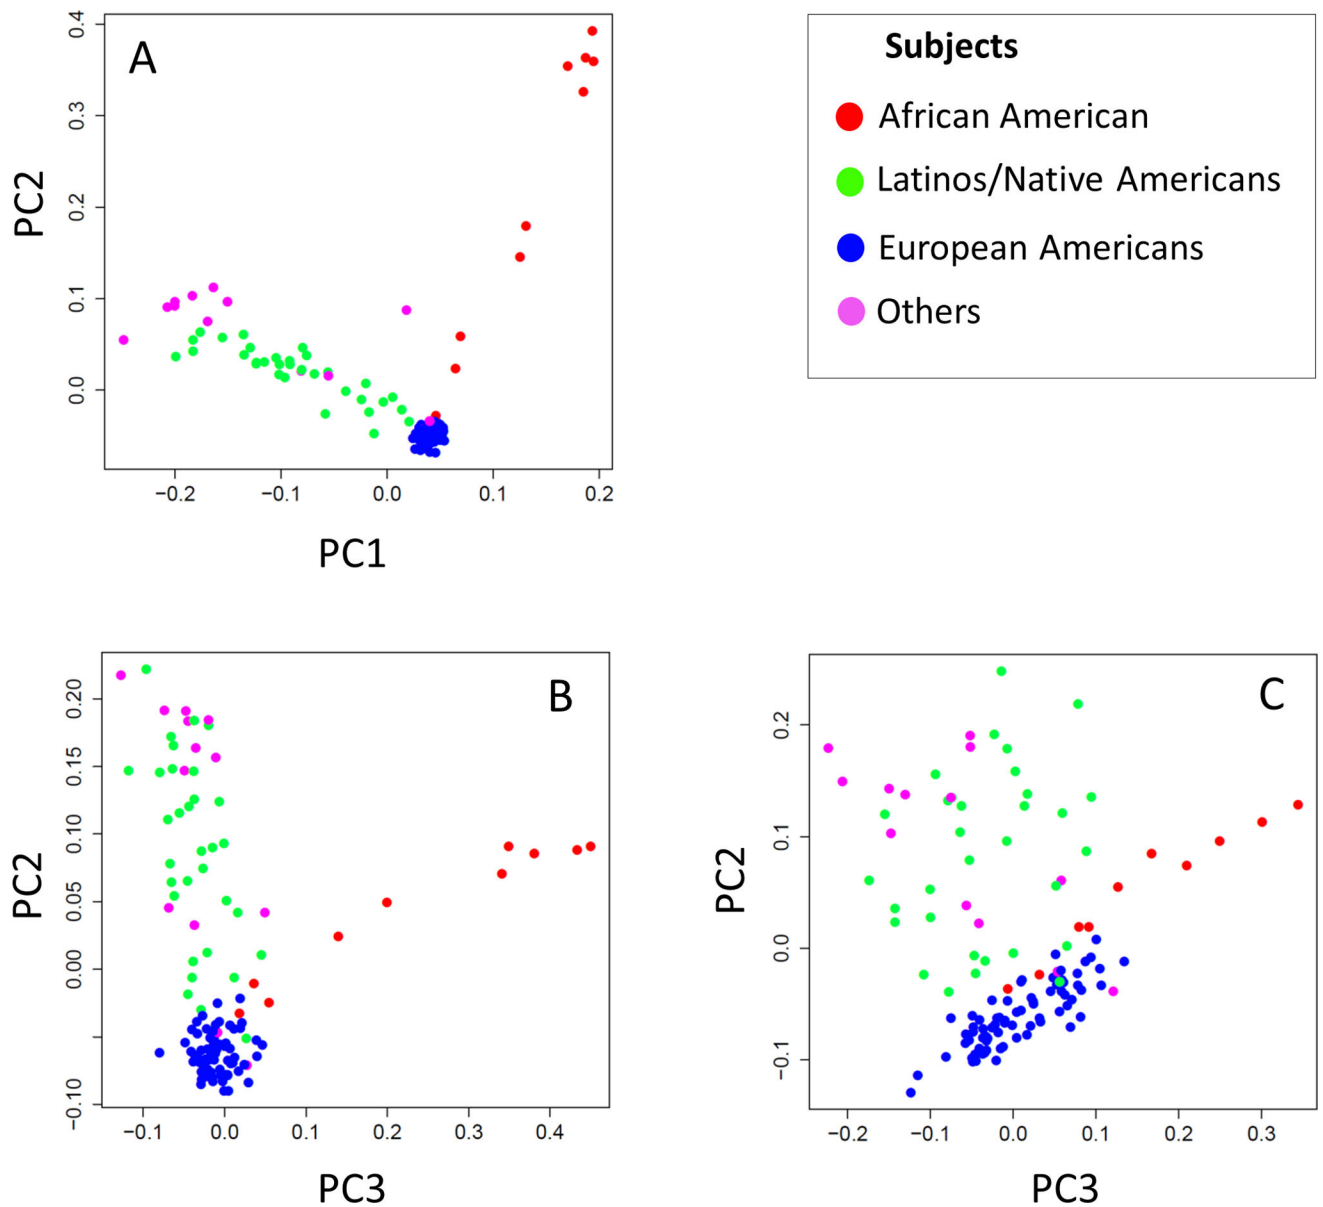 A
PC2
0.4
0.3
0.2
0.1
0.0
−0.2
−0.1
0.0
0.1
0.2
PC1
Subjects
African American
Latinos/Native Americans
European Americans
Others
B
PC2
0.20
0.15
0.10
0.05
0.00
−0.10
−0.1
0.0
0.1
0.2
0.3
0.4
PC3
C
PC2
0.2
0.1
0.0
−0.1
−0.2
−0.1
0.0
0.1
0.2
0.3
PC3